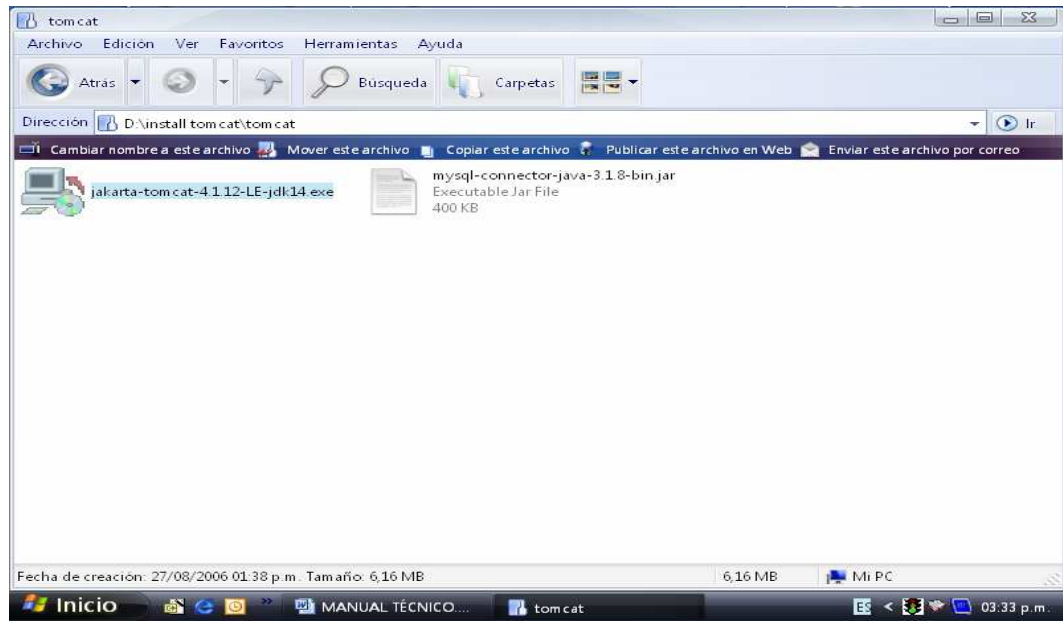 tomcat
Archivo Edición Ver Favoritos Herramientas Ayuda
Atrás Búsqueda Carpetas
Dirección D:\install tomcat\tomcat Ir
Cambiar nombre a este archivo Mover este archivo Copiar este archivo Publicar este archivo en Web Enviar este archivo por correo
jakarta-tomcat-4.1.12-LE-jdk14.exe
mysql-connector-java-3.1.8-bin.jar
Executable Jar File
400 KB
Fecha de creación: 27/08/2006 01:38 p.m. Tamaño: 6,16 MB 6,16 MB Mi PC
Inicio » MANUAL TÉCNICO.... tomcat ES < 03:33 p.m.